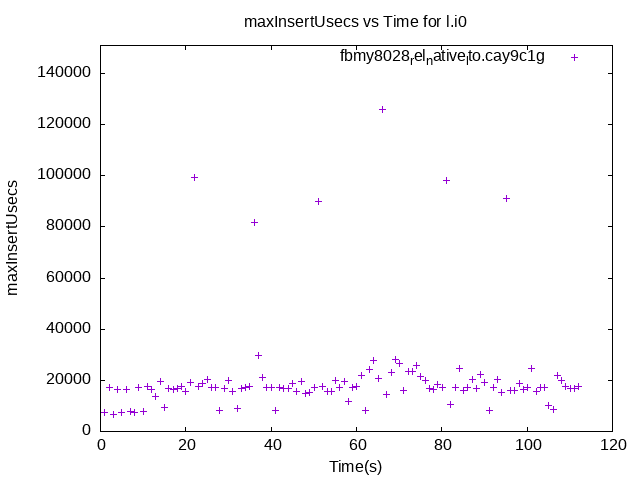 maxInsertUsecs vs Time for l.i0
fbmy8028relnativelto.cay9c1g
140000
120000
100000
80000
60000
40000
20000
0
maxInsertUsecs
0 20 40 60 80 100 120
Time(s)